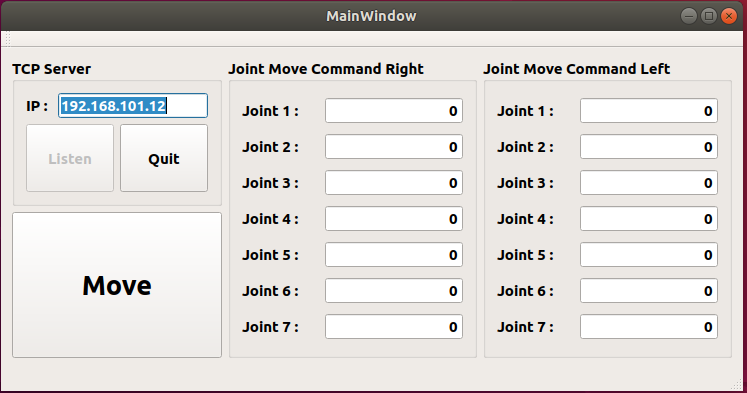 MainWindow
TCP Server
IP : 192.168.101.12
Listen Quit
Move
Joint Move Command Right
Joint 1 : 0
Joint 2 : 0
Joint 3 : 0
Joint 4 : 0
Joint 5 : 0
Joint 6 : 0
Joint 7 : 0
Joint Move Command Left
Joint 1 : 0
Joint 2 : 0
Joint 3 : 0
Joint 4 : 0
Joint 5 : 0
Joint 6 : 0
Joint 7 : 0